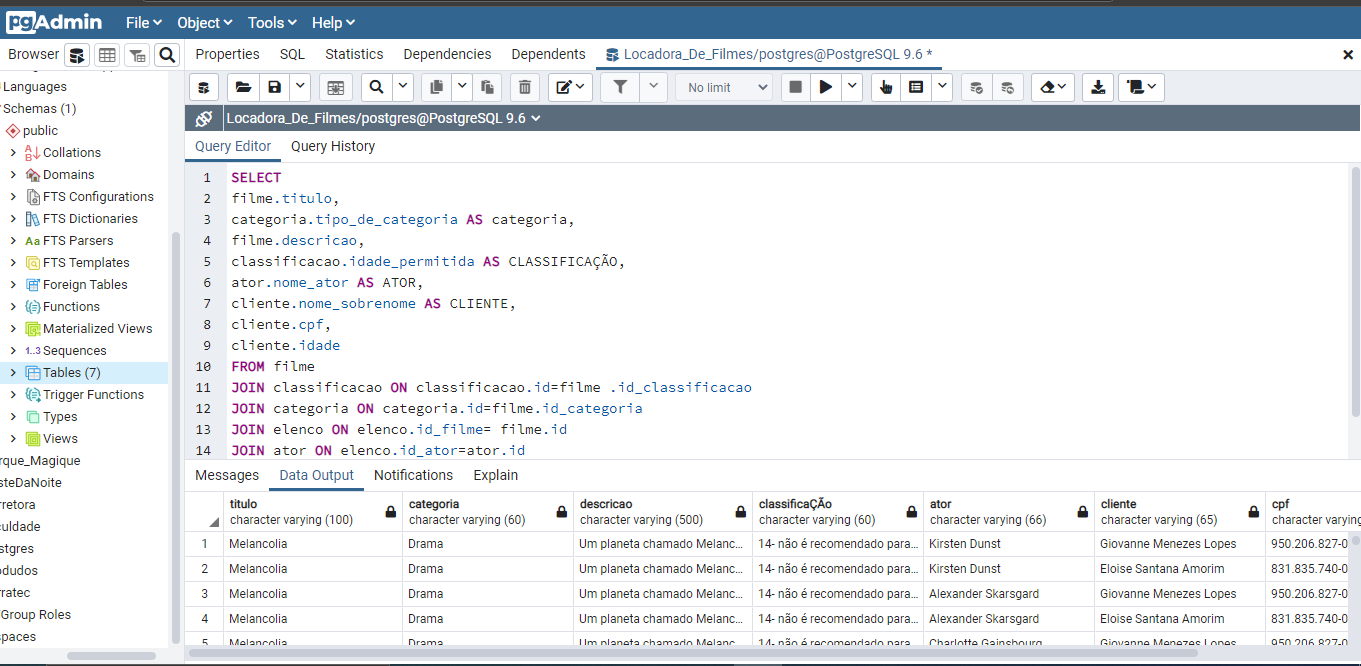 pgAdmin File Object Tools Help
Browser
Properties SQL Statistics Dependencies Dependents Locadora_De_Filmes/postgres@PostgreSQL 9.6 *
No limit
Locadora_De_Filmes/postgres@PostgreSQL 9.6
Query Editor Query History
Languages
Schemas (1)
public
Collations
Domains
FTS Configurations
FTS Dictionaries
Aa FTS Parsers
FTS Templates
Foreign Tables
Functions
Materialized Views
1..3 Sequences
Tables (7)
Trigger Functions
Types
Views
rque_Magique
steDaNoite
rretora
culdade
stgres
odudos
rratec
Group Roles
spaces
1 SELECT
2 filme.titulo,
3 categoria.tipo_de_categoria AS categoria,
4 filme.descricao,
5 classificacao.idade_permitida AS CLASSIFICAÇÃO,
6 ator.nome_ator AS ATOR,
7 cliente.nome_sobrenome AS CLIENTE,
8 cliente.cpf,
9 cliente.idade
10 FROM filme
11 JOIN classificacao ON classificacao.id=filme .id_classificacao
12 JOIN categoria ON categoria.id=filme.id_categoria
13 JOIN elenco ON elenco.id_filme= filme.id
14 JOIN ator ON elenco.id_ator=ator.id
Messages Data Output Notifications Explain
titulo categoria descricao classificaÇÃo ator cliente cpf
character varying (100) character varying (60) character varying (500) character varying (60) character varying (66) character varying (65) character varying
1 Melancolia Drama Um planeta chamado Melanc... 14- não é recomendado para... Kirsten Dunst Giovanne Menezes Lopes 950.206.827-0
2 Melancolia Drama Um planeta chamado Melanc... 14- não é recomendado para... Kirsten Dunst Eloise Santana Amorim 831.835.740-0
3 Melancolia Drama Um planeta chamado Melanc... 14- não é recomendado para... Alexander Skarsgard Giovanne Menezes Lopes 950.206.827-0
4 Melancolia Drama Um planeta chamado Melanc... 14- não é recomendado para... Alexander Skarsgard Eloise Santana Amorim 831.835.740-0
5 Melancolia Drama Um planeta chamado Melanc... 14- não é recomendado para... Charlotte Gainsbourg Giovanne Menezes Lopes 950.206.827-0